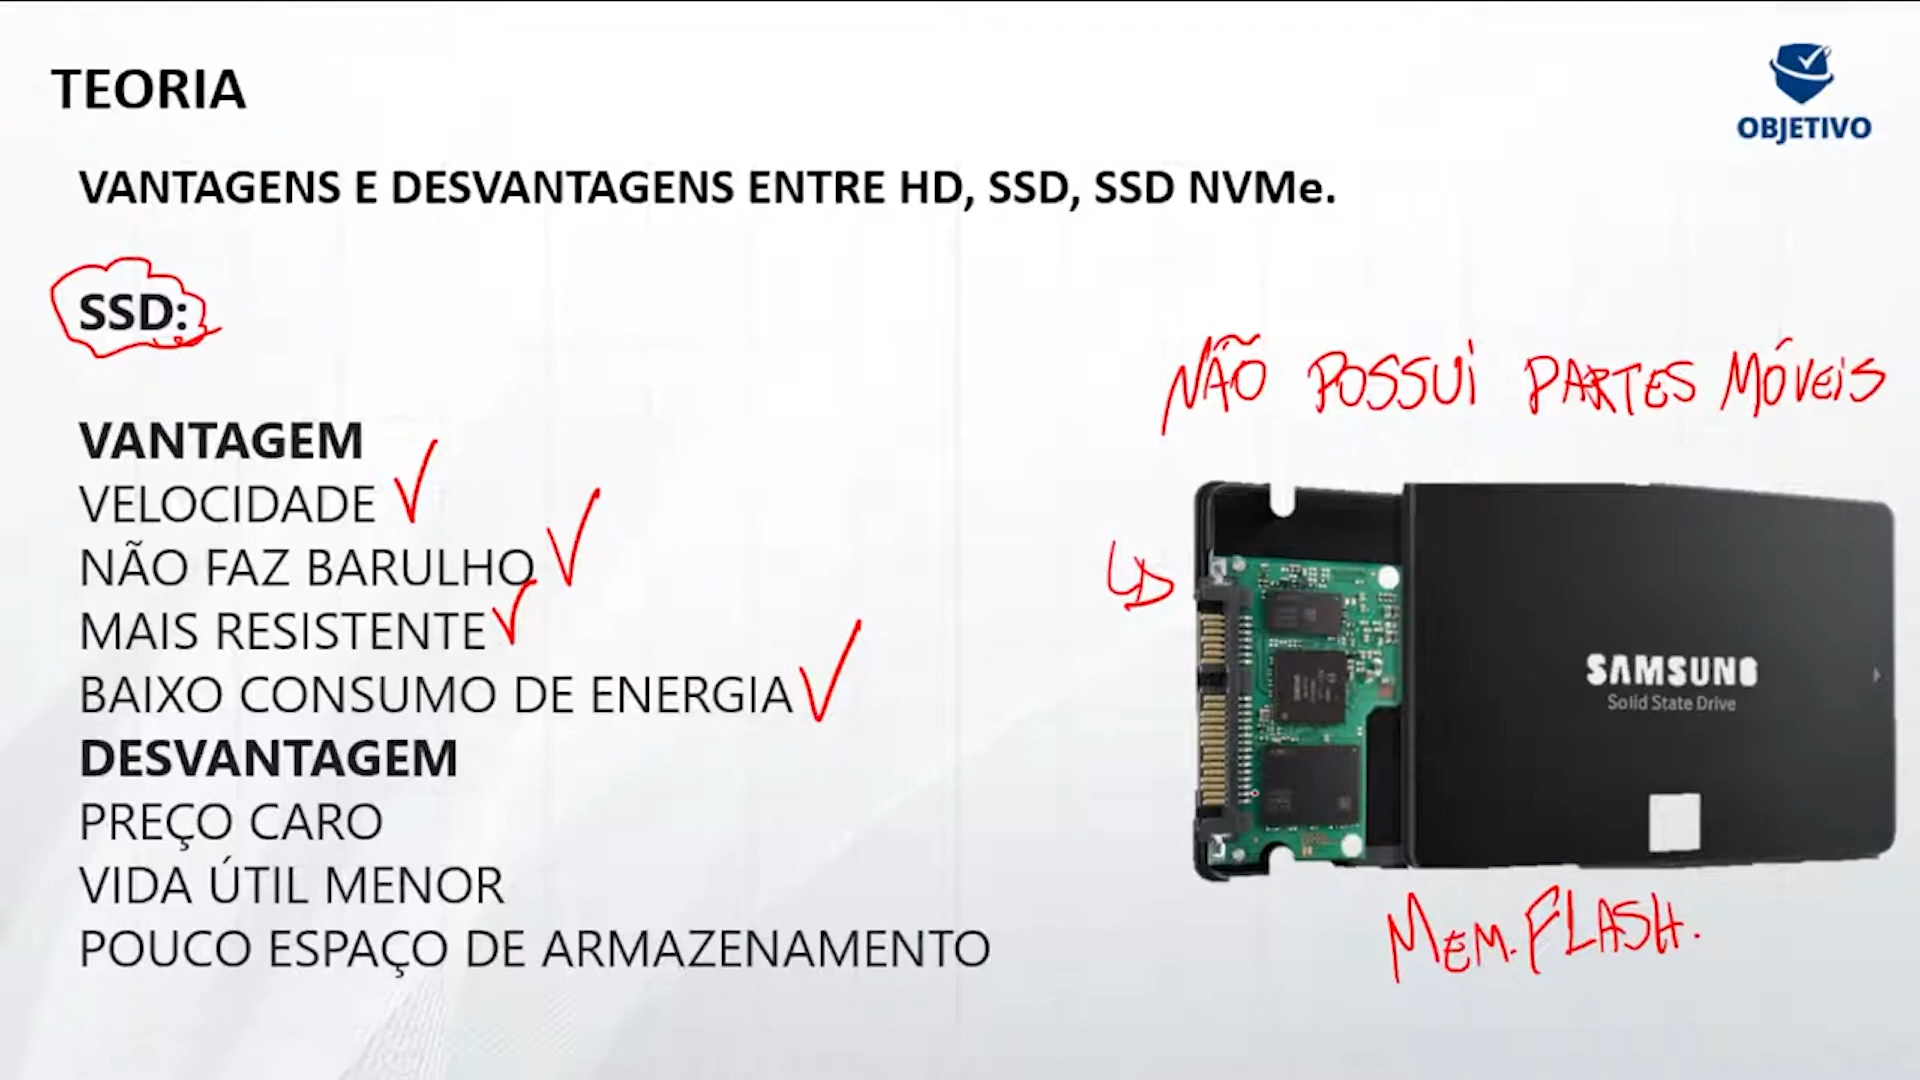 TEORIA
OBJETIVO
VANTAGENS E DESVANTAGENS ENTRE HD, SSD, SSD NVMe.
SSD:
NÃO POSSUI PARTES MÓVEIS
VANTAGEM
VELOCIDADE
NÃO FAZ BARULHO
MAIS RESISTENTE
BAIXO CONSUMO DE ENERGIA
SAMSUNG
Solid State Drive
DESVANTAGEM
PREÇO CARO
VIDA ÚTIL MENOR
MEM. FLASH.
POUCO ESPAÇO DE ARMAZENAMENTO